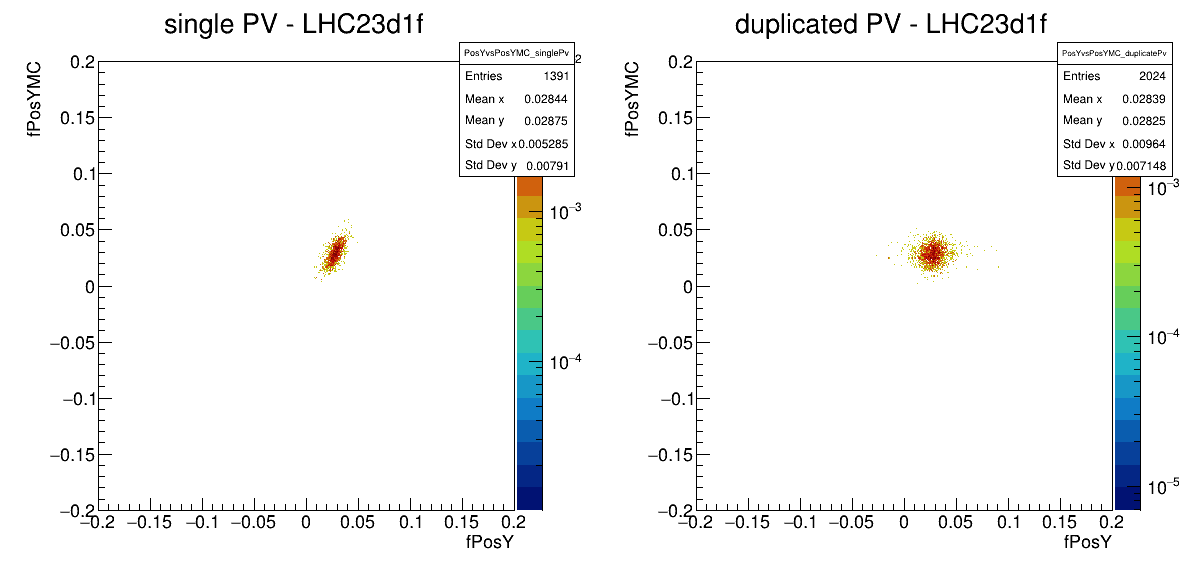 single PV - LHC23d1f
fPosYMC
0.2
0.15
0.1
0.05
0
−0.05
−0.1
−0.15
−0.2
−0.2 −0.15 −0.1 −0.05 0 0.05 0.1 0.15 0.2
fPosY
PosYvsPosYMC_singlePv
Entries 1391
Mean x 0.02844
Mean y 0.02875
Std Dev x 0.005285
Std Dev y 0.00791
2
10−3
10−4
duplicated PV - LHC23d1f
fPosYMC
0.2
0.15
0.1
0.05
0
−0.05
−0.1
−0.15
−0.2
−0.2 −0.15 −0.1 −0.05 0 0.05 0.1 0.15 0.2
fPosY
PosYvsPosYMC_duplicatePv
Entries 2024
Mean x 0.02839
Mean y 0.02825
Std Dev x 0.00964
Std Dev y 0.007148
10−3
10−4
10−5